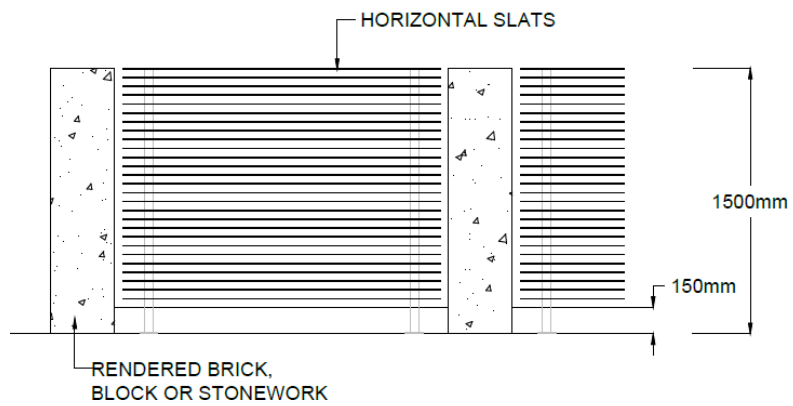 HORIZONTAL SLATS
1500mm
150mm
RENDERED BRICK,
BLOCK OR STONEWORK